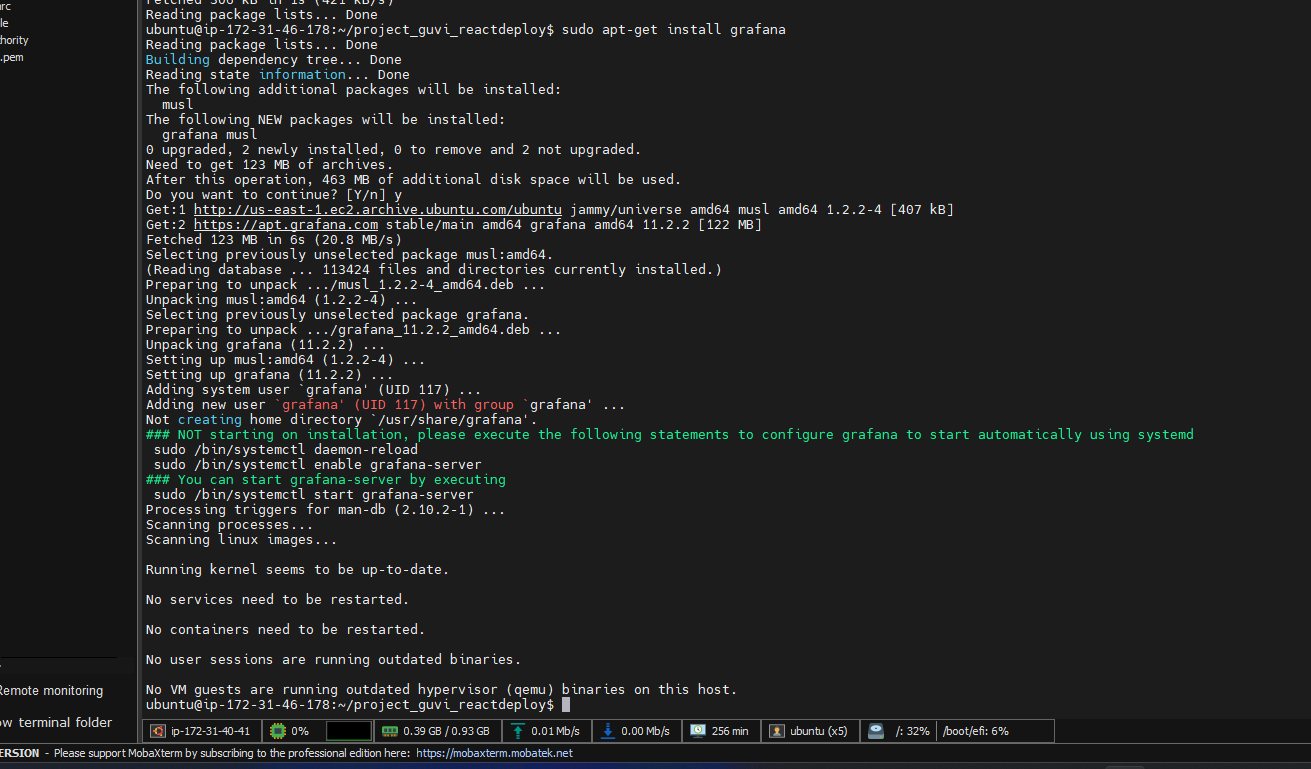 rc
Fetched 300 kB in 1s (421 kB/s)
Reading package lists... Done
le
ubuntu@ip-172-31-46-178:~/project_guvi_reactdeploy$ sudo apt-get install grafana
hority
Reading package lists... Done
.pem
Building dependency tree... Done
Reading state information... Done
The following additional packages will be installed:
  musl
The following NEW packages will be installed:
  grafana musl
0 upgraded, 2 newly installed, 0 to remove and 2 not upgraded.
Need to get 123 MB of archives.
After this operation, 463 MB of additional disk space will be used.
Do you want to continue? [Y/n] y
Get:1 http://us-east-1.ec2.archive.ubuntu.com/ubuntu jammy/universe amd64 musl amd64 1.2.2-4 [407 kB]
Get:2 https://apt.grafana.com stable/main amd64 grafana amd64 11.2.2 [122 MB]
Fetched 123 MB in 6s (20.8 MB/s)
Selecting previously unselected package musl:amd64.
(Reading database ... 113424 files and directories currently installed.)
Preparing to unpack .../musl_1.2.2-4_amd64.deb ...
Unpacking musl:amd64 (1.2.2-4) ...
Selecting previously unselected package grafana.
Preparing to unpack .../grafana_11.2.2_amd64.deb ...
Unpacking grafana (11.2.2) ...
Setting up musl:amd64 (1.2.2-4) ...
Setting up grafana (11.2.2) ...
Adding system user `grafana' (UID 117) ...
Adding new user `grafana' (UID 117) with group `grafana' ...
Not creating home directory `/usr/share/grafana'.
### NOT starting on installation, please execute the following statements to configure grafana to start automatically using systemd
 sudo /bin/systemctl daemon-reload
 sudo /bin/systemctl enable grafana-server
### You can start grafana-server by executing
 sudo /bin/systemctl start grafana-server
Processing triggers for man-db (2.10.2-1) ...
Scanning processes...
Scanning linux images...
Running kernel seems to be up-to-date.
No services need to be restarted.
No containers need to be restarted.
No user sessions are running outdated binaries.
Remote monitoring
No VM guests are running outdated hypervisor (qemu) binaries on this host.
ubuntu@ip-172-31-46-178:~/project_guvi_reactdeploy$
ow terminal folder
ip-172-31-40-41 0% 0.39 GB / 0.93 GB 0.01 Mb/s 0.00 Mb/s 256 min ubuntu (x5) /: 32% /boot/efi: 6%
ERSION - Please support MobaXterm by subscribing to the professional edition here: https://mobaxterm.mobatek.net